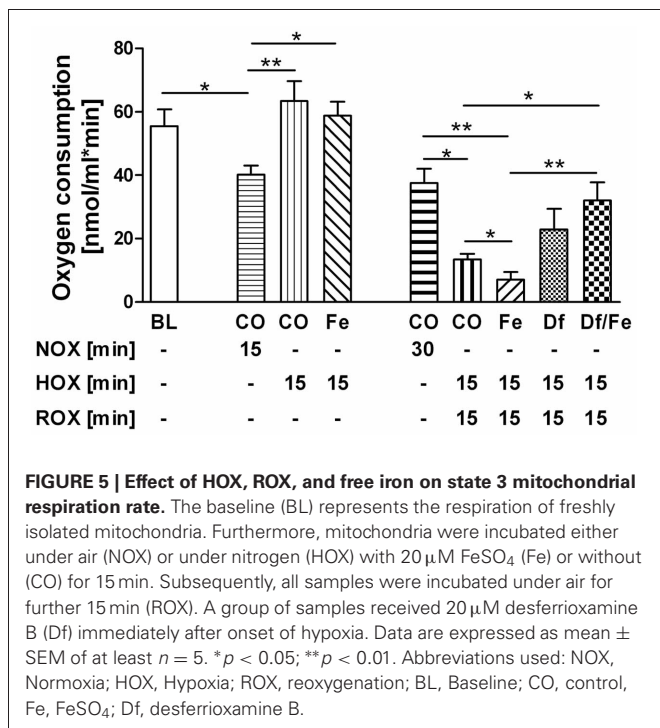 * 
** 
* 
* 
* 
** 
** 
* 
* 
Oxygen consumption
[nmol/ml*min]
80
60
40
20
0
BL CO CO Fe CO CO Fe Df Df/Fe
NOX [min] - 15 - - 30 - - - -
HOX [min] - - 15 15 - 15 15 15 15
ROX [min] - - - - - 15 15 15 15
FIGURE 5 | Effect of HOX, ROX, and free iron on state 3 mitochondrial
respiration rate. The baseline (BL) represents the respiration of freshly
isolated mitochondria. Furthermore, mitochondria were incubated either
under air (NOX) or under nitrogen (HOX) with 20 μM FeSO₄ (Fe) or without
(CO) for 15 min. Subsequently, all samples were incubated under air for
further 15 min (ROX). A group of samples received 20 μM desferrioxamine
B (Df) immediately after onset of hypoxia. Data are expressed as mean ±
SEM of at least n = 5. *p < 0.05; **p < 0.01. Abbreviations used: NOX,
Normoxia; HOX, Hypoxia; ROX, reoxygenation; BL, Baseline; CO, control,
Fe, FeSO₄; Df, desferrioxamine B.